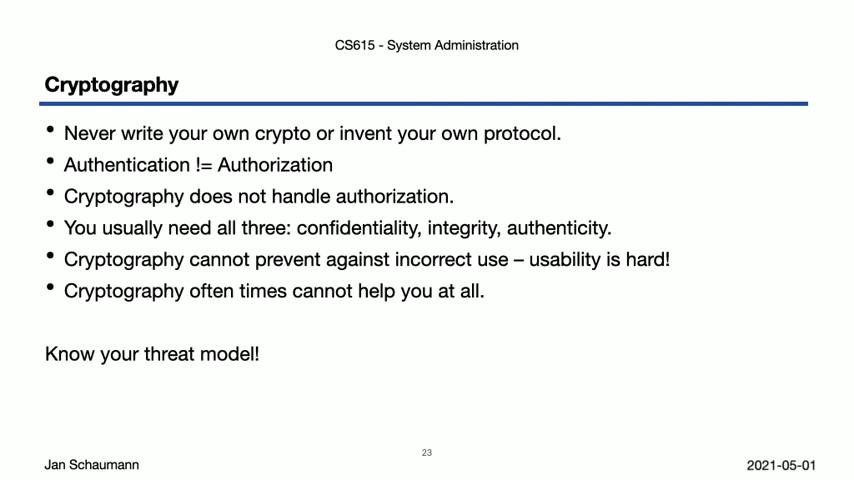 CS615 - System Administration
Cryptography
• Never write your own crypto or invent your own protocol.
• Authentication != Authorization
• Cryptography does not handle authorization.
• You usually need all three: confidentiality, integrity, authenticity.
• Cryptography cannot prevent against incorrect use – usability is hard!
• Cryptography often times cannot help you at all.
Know your threat model!
23
Jan Schaumann
2021-05-01